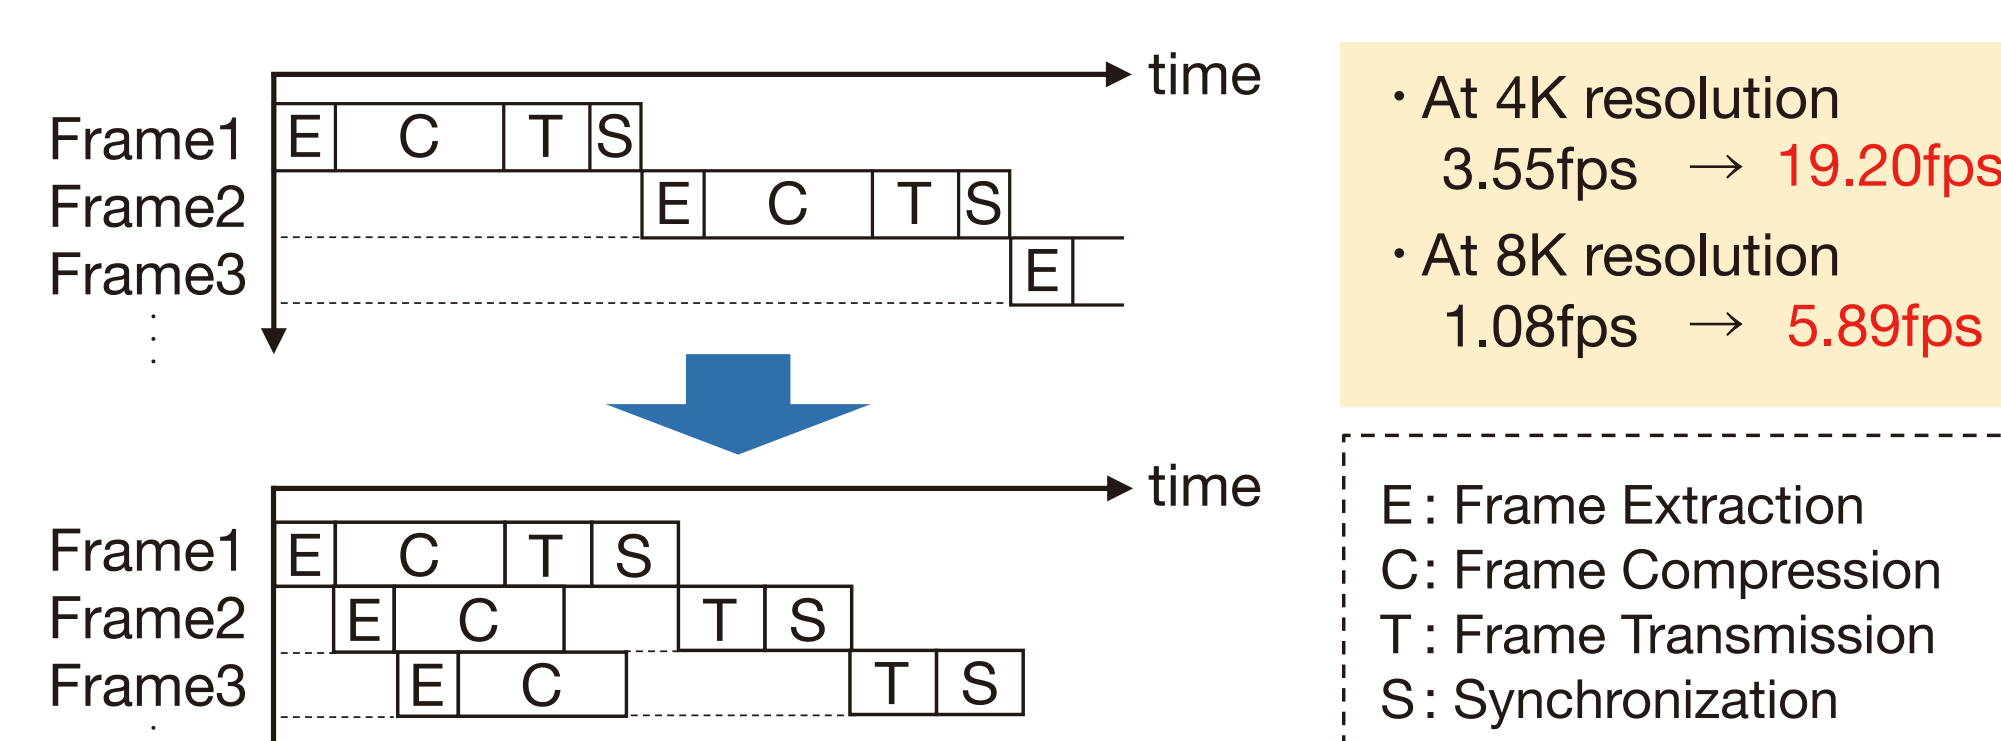 time
Frame1 E C T S
Frame2 E C T S
Frame3 E
・At 4K resolution
3.55fps → 19.20fps
・At 8K resolution
1.08fps → 5.89fps
time
Frame1 E C T S
Frame2 E C T S
Frame3 E C T S
E : Frame Extraction
C : Frame Compression
T : Frame Transmission
S : Synchronization